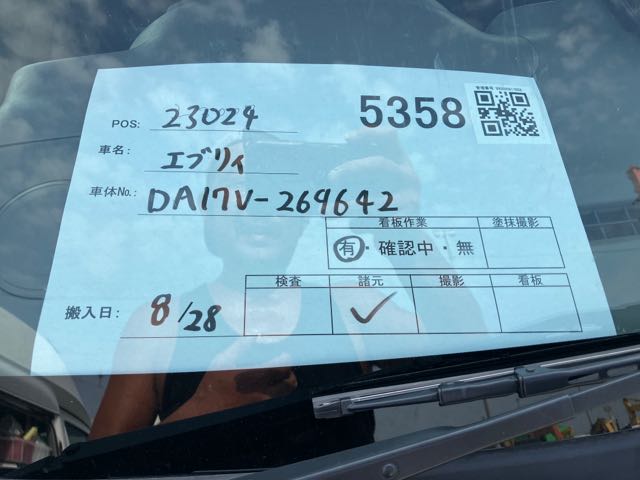 POS: 23024
5358
車名: エブリィ
車体No.: DA17V-269642
看板作業 塗抹撮影
有・確認中・無
検査 諸元 撮影 看板
搬入日: 8/28 ✓